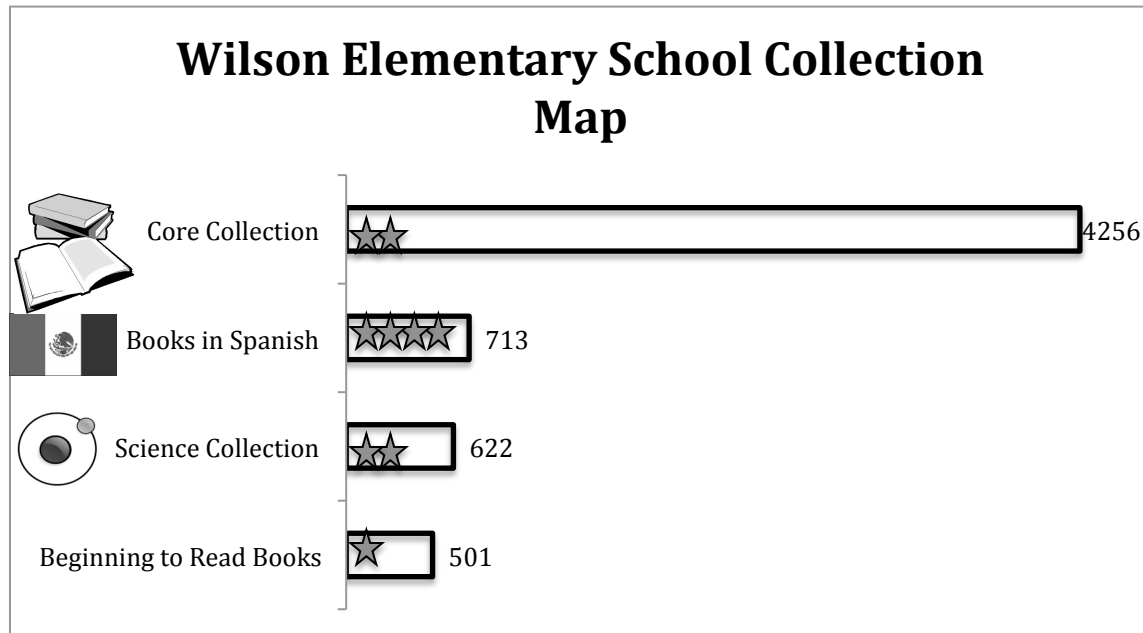 Wilson Elementary School Collection
Map
Core Collection 4256
Books in Spanish 713
Science Collection 622
Beginning to Read Books 501